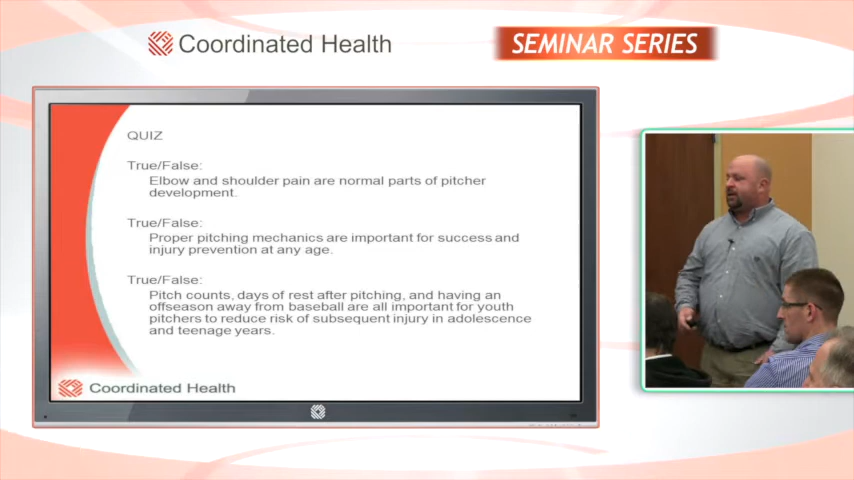 Coordinated Health
SEMINAR SERIES
QUIZ
True/False:
Elbow and shoulder pain are normal parts of pitcher
development.
True/False:
Proper pitching mechanics are important for success and
injury prevention at any age.
True/False:
Pitch counts, days of rest after pitching, and having an
offseason away from baseball are all important for youth
pitchers to reduce risk of subsequent injury in adolescence
and teenage years.
Coordinated Health